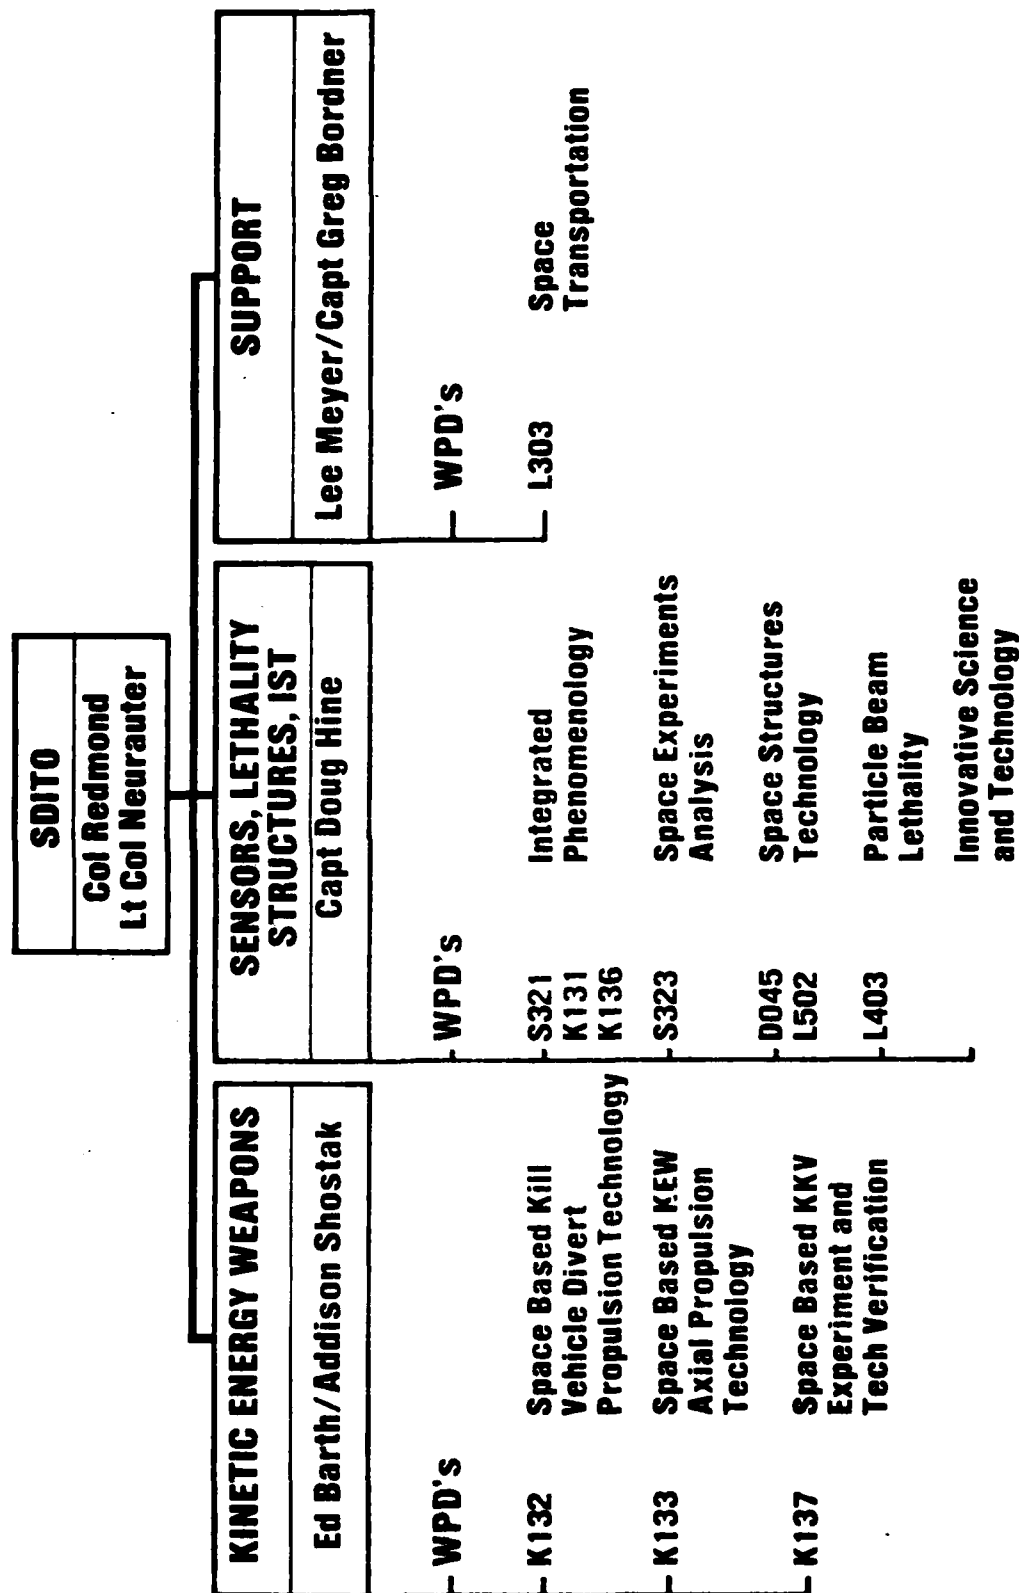 SDITO
Col Redmond
Lt Col Neurauter
KINETIC ENERGY WEAPONS
Ed Barth/Addison Shostak
WPD's
K132 Space Based Kill
Vehicle Divert
Propulsion Technology
K133 Space Based KEW
Axial Propulsion
Technology
K137 Space Based KKV
Experiment and
Tech Verification
SENSORS, LETHALITY
STRUCTURES, IST
Capt Doug Hine
WPD's
S321 Integrated
K131 Phenomenology
K136
S323 Space Experiments
Analysis
D045 Space Structures
L502 Technology
L403 Particle Beam
Lethality
Innovative Science
and Technology
SUPPORT
Lee Meyer/Capt Greg Bordner
WPD's
L303 Space
Transportation